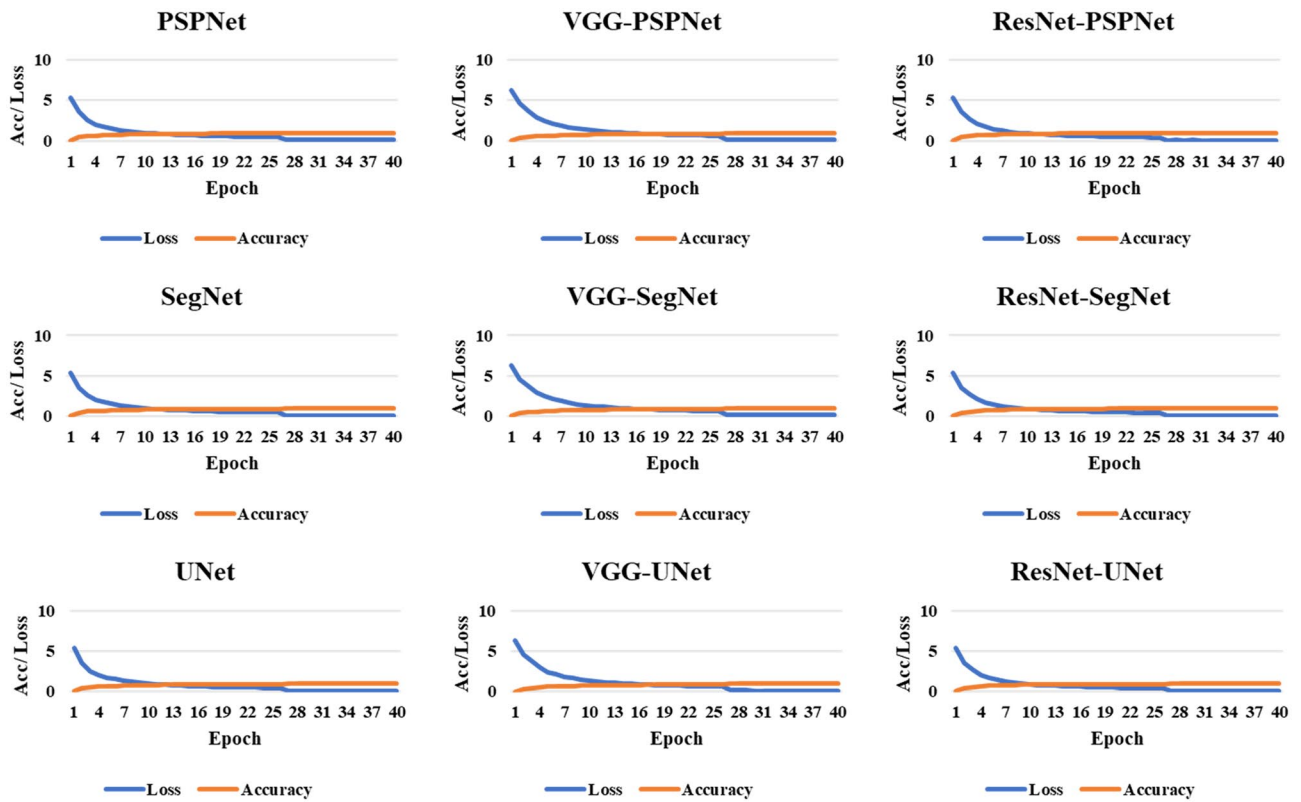 PSPNet
10
5
0
Acc/ Loss
1 4 7 10 13 16 19 22 25 28 31 34 37 40
Epoch
Loss Accuracy
VGG-PSPNet
10
5
0
Acc/Loss
1 4 7 10 13 16 19 22 25 28 31 34 37 40
Epoch
Loss Accuracy
ResNet-PSPNet
10
5
0
Acc/Loss
1 4 7 10 13 16 19 22 25 28 31 34 37 40
Epoch
Loss Accuracy
SegNet
10
5
0
Acc/ Loss
1 4 7 10 13 16 19 22 25 28 31 34 37 40
Epoch
Loss Accuracy
VGG-SegNet
10
5
0
Acc/Loss
1 4 7 10 13 16 19 22 25 28 31 34 37 40
Epoch
Loss Accuracy
ResNet-SegNet
10
5
0
Acc/Loss
1 4 7 10 13 16 19 22 25 28 31 34 37 40
Epoch
Loss Accuracy
UNet
10
5
0
Acc/ Loss
1 4 7 10 13 16 19 22 25 28 31 34 37 40
Epoch
Loss Accuracy
VGG-UNet
10
5
0
Acc/Loss
1 4 7 10 13 16 19 22 25 28 31 34 37 40
Epoch
Loss Accuracy
ResNet-UNet
10
5
0
Acc/Loss
1 4 7 10 13 16 19 22 25 28 31 34 37 40
Epoch
Loss Accuracy